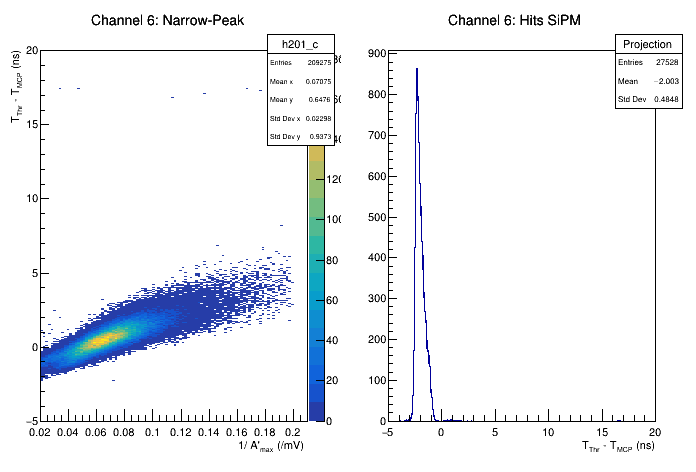 Channel 6: Narrow-Peak
h201_c
Entries 209275
Mean x 0.07075
Mean y 0.6476
Std Dev x 0.02298
Std Dev y 0.9373
T_Thr - T_MCP (ns)
20
15
10
5
0
−5
0.02 0.04 0.06 0.08 0.1 0.12 0.14 0.16 0.18 0.2
1/ A'_max (/mV)
120
100
80
60
40
20
0
Channel 6: Hits SiPM
Projection
Entries 27528
Mean −2.003
Std Dev 0.4848
900
800
700
600
500
400
300
200
100
0
−5 0 5 10 15 20
T_Thr - T_MCP (ns)